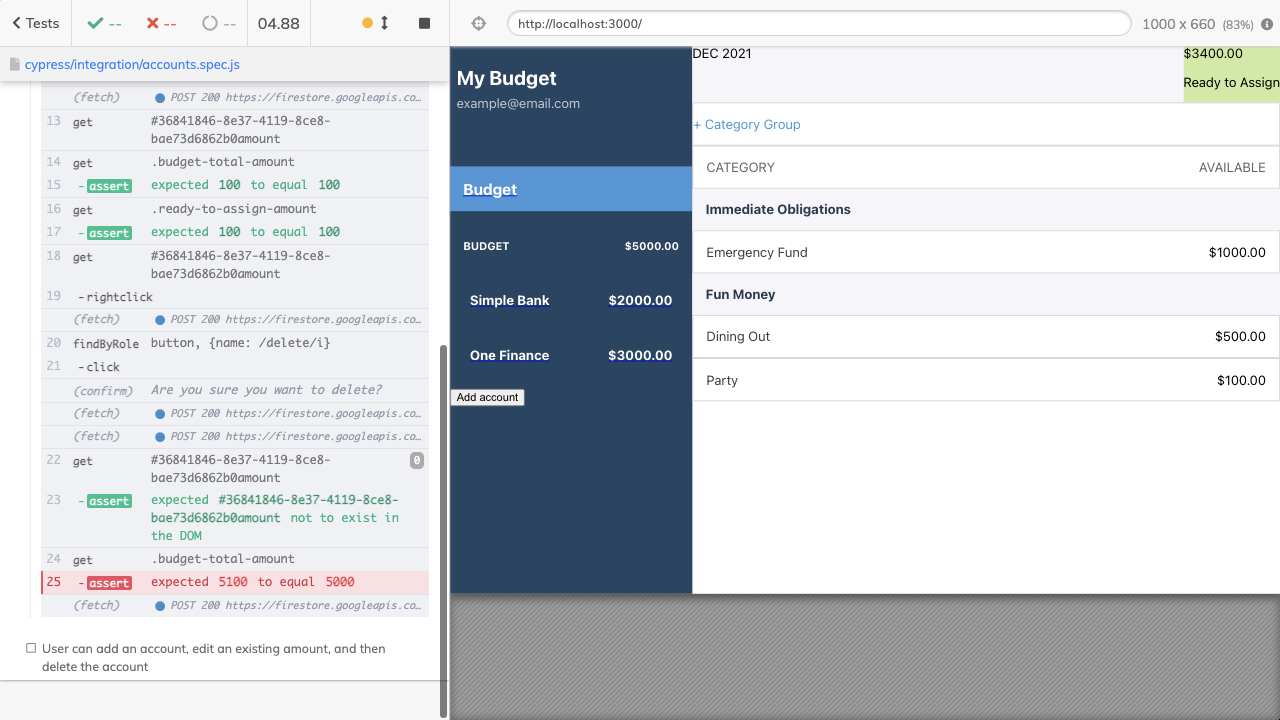 Tests
--
--
--
04.88
http://localhost:3000/
1000 x 660 (83%)
cypress/integration/accounts.spec.js
(fetch) POST 200 https://firestore.googleapis.co…
13 get #36841846-8e37-4119-8ce8-
bae73d6862b0amount
14 get .budget-total-amount
15 -assert expected 100 to equal 100
16 get .ready-to-assign-amount
17 -assert expected 100 to equal 100
18 get #36841846-8e37-4119-8ce8-
bae73d6862b0amount
19 -rightclick
(fetch) POST 200 https://firestore.googleapis.co…
20 findByRole button, {name: /delete/i}
21 -click
(confirm) Are you sure you want to delete?
(fetch) POST 200 https://firestore.googleapis.co…
(fetch) POST 200 https://firestore.googleapis.co…
22 get #36841846-8e37-4119-8ce8- 0
bae73d6862b0amount
23 -assert expected #36841846-8e37-4119-8ce8-
bae73d6862b0amount not to exist in
the DOM
24 get .budget-total-amount
25 -assert expected 5100 to equal 5000
(fetch) POST 200 https://firestore.googleapis.co…
User can add an account, edit an existing amount, and then
delete the account
My Budget
example@email.com
Budget
BUDGET $5000.00
Simple Bank $2000.00
One Finance $3000.00
Add account
DEC 2021
$3400.00
Ready to Assign
+ Category Group
CATEGORY AVAILABLE
Immediate Obligations
Emergency Fund $1000.00
Fun Money
Dining Out $500.00
Party $100.00